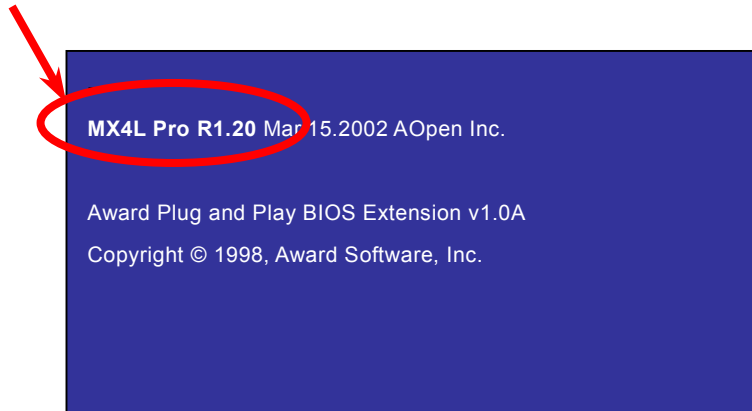 MX4L Pro R1.20 Mar.15.2002 AOpen Inc.
Award Plug and Play BIOS Extension v1.0A
Copyright © 1998, Award Software, Inc.